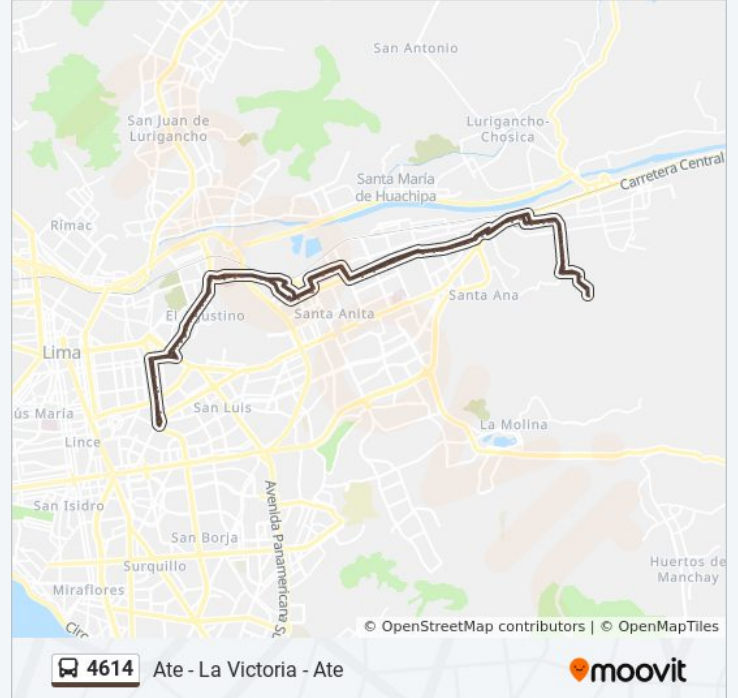 San Antonio
San Juan de
Lurigancho
Lurigancho-
Chosica
Carretera Central
Santa María
de Huachipa
Rímac
Santa Ana
El Agustino
Santa Anita
Lima
San Luis
ús María
La Molina
Lince
San Isidro
Avenida Panamericana S
San Borja
Surquillo
Huertos de
Manchay
Miraflores
Circ
© OpenStreetMap contributors | © OpenMapTiles
4614 Ate - La Victoria - Ate
moovit